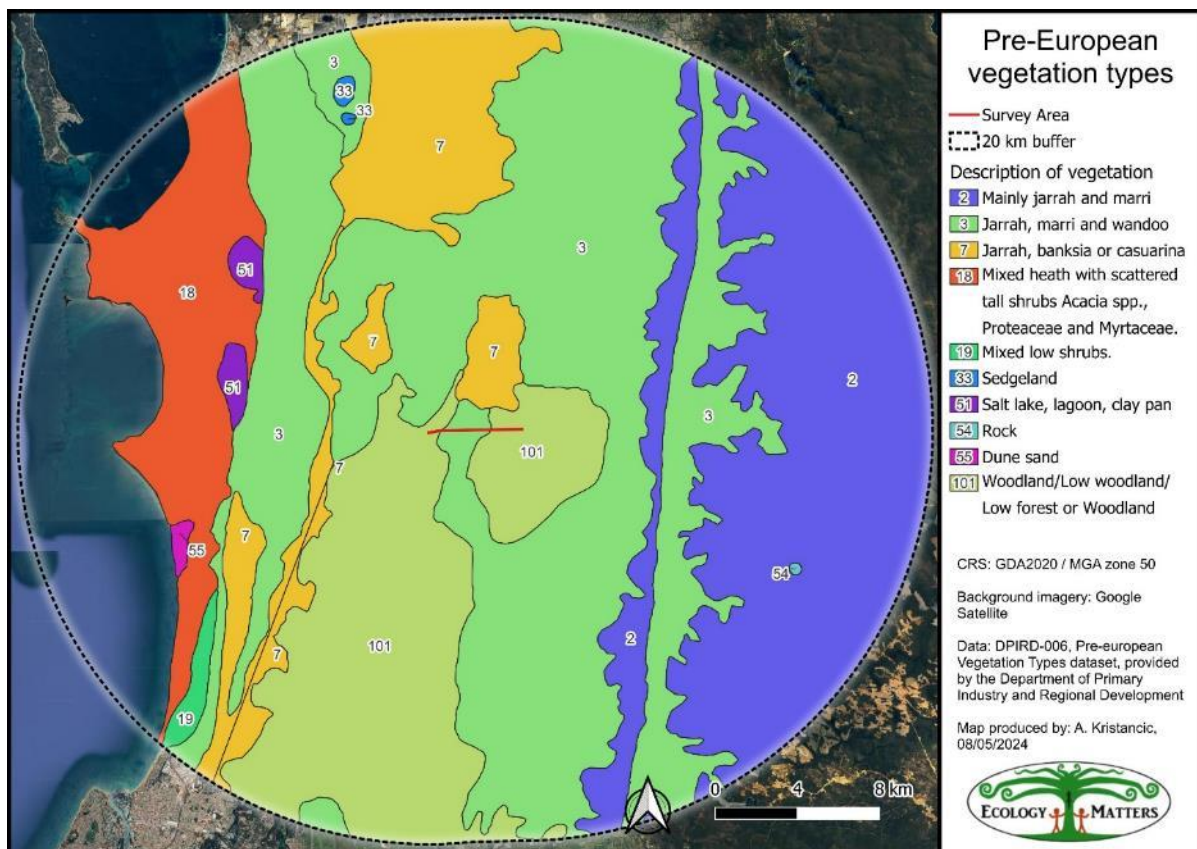 Pre-European
vegetation types
Survey Area
20 km buffer
Description of vegetation
2 Mainly jarrah and marri
3 Jarrah, marri and wandoo
7 Jarrah, banksia or casuarina
18 Mixed heath with scattered
tall shrubs Acacia spp.,
Proteaceae and Myrtaceae.
19 Mixed low shrubs.
33 Sedgeland
51 Salt lake, lagoon, clay pan
54 Rock
55 Dune sand
101 Woodland/Low woodland/
Low forest or Woodland
CRS: GDA2020 / MGA zone 50
Background imagery: Google
Satellite
Data: DPIRD-006, Pre-european
Vegetation Types dataset, provided
by the Department of Primary
Industry and Regional Development
Map produced by: A. Kristancic,
08/05/2024
ECOLOGY MATTERS
3
33
33
7
3
51
18
7
7
2
51
3
3
7
101
7
55
54
2
101
7
19
0 4 8 km